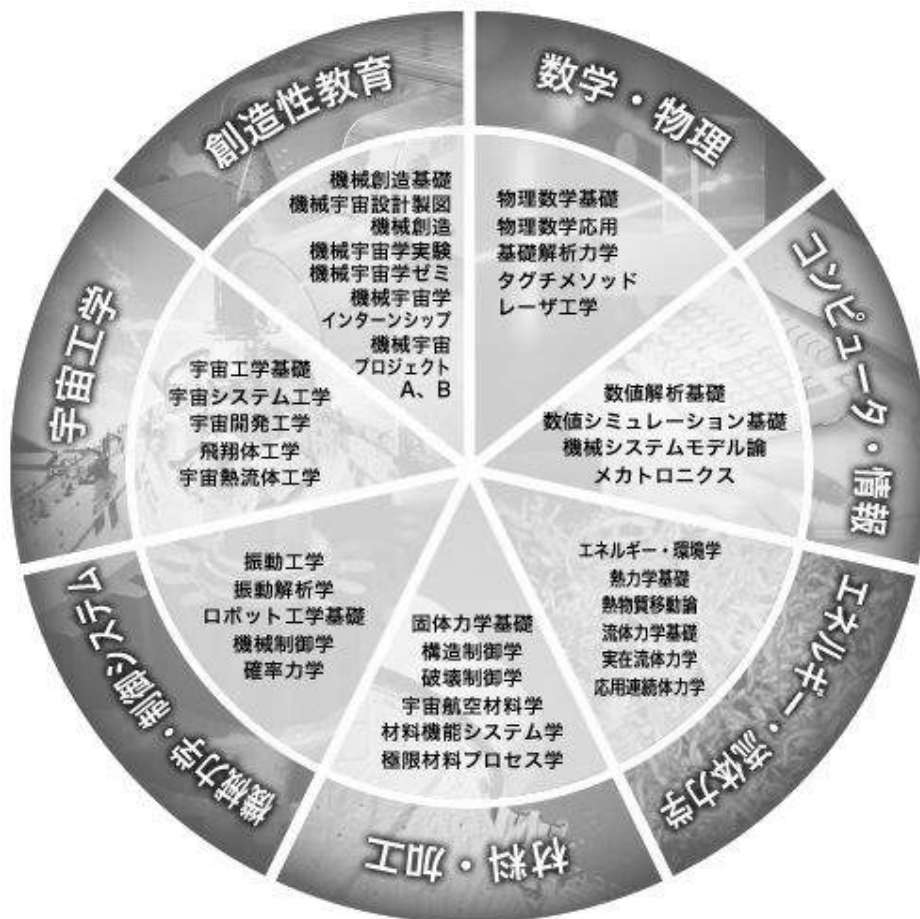 創造性教育
機械創造基礎
機械宇宙設計製図
機械創造
機械宇宙学実験
機械宇宙学ゼミ
機械宇宙学
インターンシップ
機械宇宙
プロジェクト
A、B
数学・物理
物理数学基礎
物理数学応用
基礎解析力学
タグチメソッド
レーザ工学
コンピュータ・情報
数値解析基礎
数値シミュレーション基礎
機械システムモデル論
メカトロニクス
エネルギー・流体力学
エネルギー・環境学
熱力学基礎
熱物質移動論
流体力学基礎
実在流体力学
応用連続体力学
材料・加工
固体力学基礎
構造制御学
破壊制御学
宇宙航空材料学
材料機能システム学
極限材料プロセス学
機械力学・制御システム
振動工学
振動解析学
ロボット工学基礎
機械制御学
確率力学
宇宙工学
宇宙工学基礎
宇宙システム工学
宇宙開発工学
飛翔体工学
宇宙熱流体工学